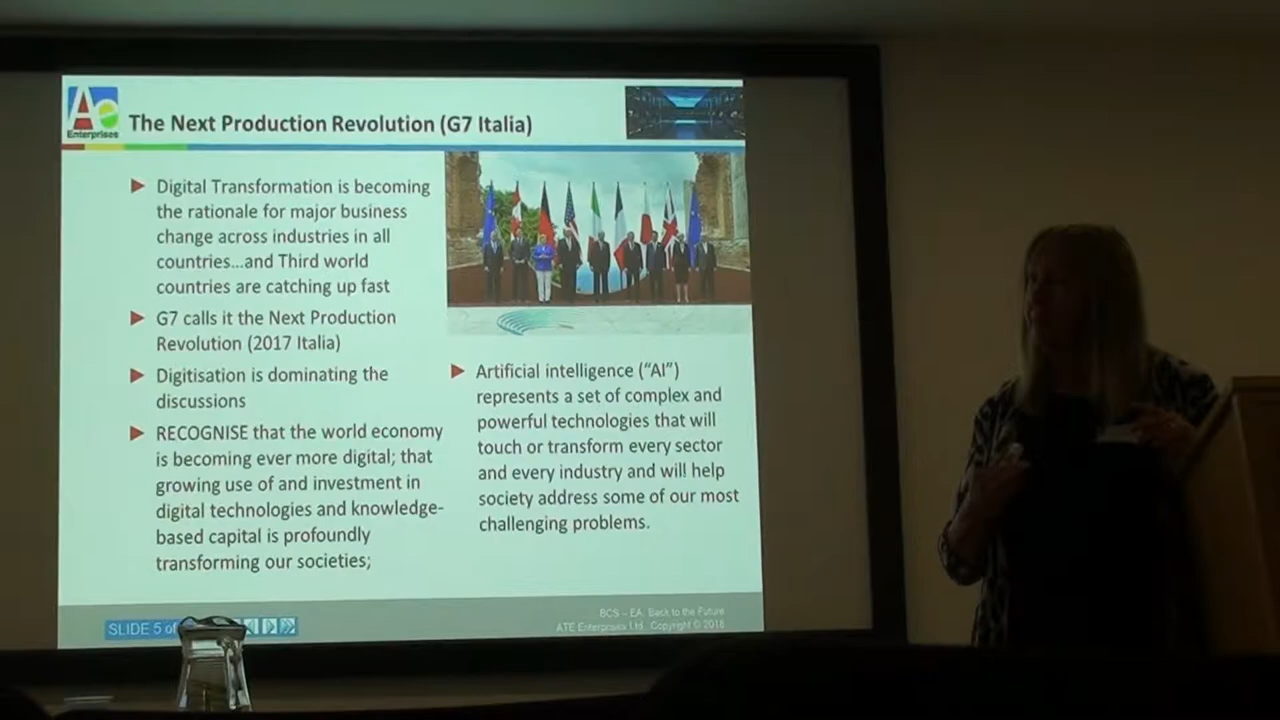 Ae
Enterprises
The Next Production Revolution (G7 Italia)
Digital Transformation is becoming
the rationale for major business
change across industries in all
countries...and Third world
countries are catching up fast
G7 calls it the Next Production
Revolution (2017 Italia)
Digitisation is dominating the
discussions
RECOGNISE that the world economy
is becoming ever more digital; that
growing use of and investment in
digital technologies and knowledge-
based capital is profoundly
transforming our societies;
Artificial intelligence (“AI”)
represents a set of complex and
powerful technologies that will
touch or transform every sector
and every industry and will help
society address some of our most
challenging problems.
SLIDE 5 of
BCS – EA: Back to the Future
ATE Enterprises Ltd. Copyright © 2018